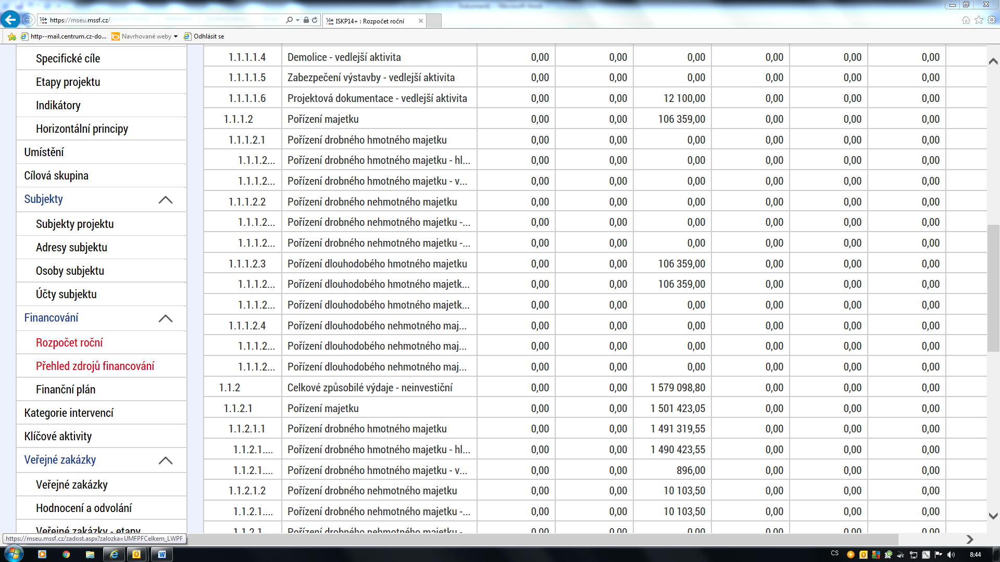 https://mseu.mssf.cz/
ISKP14+ : Rozpočet roční
http--mail.centrum.cz-do...
Navrhované weby
Odhlásit se
Specifické cíle
Etapy projektu
Indikátory
Horizontální principy
Umístění
Cílová skupina
Subjekty
Subjekty projektu
Adresy subjektu
Osoby subjektu
Účty subjektu
Financování
Rozpočet roční
Přehled zdrojů financování
Finanční plán
Kategorie intervencí
Klíčové aktivity
Veřejné zakázky
Veřejné zakázky
Hodnocení a odvolání
Veřejné zakázky - etapy
1.1.1.1.4 Demolice - vedlejší aktivita 0,00 0,00 0,00 0,00 0,00 0,00
1.1.1.1.5 Zabezpečení výstavby - vedlejší aktivita 0,00 0,00 0,00 0,00 0,00 0,00
1.1.1.1.6 Projektová dokumentace - vedlejší aktivita 0,00 0,00 12 100,00 0,00 0,00 0,00
1.1.1.2 Pořízení majetku 0,00 0,00 106 359,00 0,00 0,00 0,00
1.1.1.2.1 Pořízení drobného hmotného majetku 0,00 0,00 0,00 0,00 0,00 0,00
1.1.1.2... Pořízení drobného hmotného majetku - hl... 0,00 0,00 0,00 0,00 0,00 0,00
1.1.1.2... Pořízení drobného hmotného majetku - v... 0,00 0,00 0,00 0,00 0,00 0,00
1.1.1.2.2 Pořízení drobného nehmotného majetku 0,00 0,00 0,00 0,00 0,00 0,00
1.1.1.2... Pořízení drobného nehmotného majetku -... 0,00 0,00 0,00 0,00 0,00 0,00
1.1.1.2... Pořízení drobného nehmotného majetku -... 0,00 0,00 0,00 0,00 0,00 0,00
1.1.1.2.3 Pořízení dlouhodobého hmotného majetku 0,00 0,00 106 359,00 0,00 0,00 0,00
1.1.1.2... Pořízení dlouhodobého hmotného majetk... 0,00 0,00 106 359,00 0,00 0,00 0,00
1.1.1.2... Pořízení dlouhodobého hmotného majetk... 0,00 0,00 0,00 0,00 0,00 0,00
1.1.1.2.4 Pořízení dlouhodobého nehmotného maj... 0,00 0,00 0,00 0,00 0,00 0,00
1.1.1.2... Pořízení dlouhodobého nehmotného maj... 0,00 0,00 0,00 0,00 0,00 0,00
1.1.1.2... Pořízení dlouhodobého nehmotného maj... 0,00 0,00 0,00 0,00 0,00 0,00
1.1.2 Celkové způsobilé výdaje - neinvestiční 0,00 0,00 1 579 098,80 0,00 0,00 0,00
1.1.2.1 Pořízení majetku 0,00 0,00 1 501 423,05 0,00 0,00 0,00
1.1.2.1.1 Pořízení drobného hmotného majetku 0,00 0,00 1 491 319,55 0,00 0,00 0,00
1.1.2.1.... Pořízení drobného hmotného majetku - hl... 0,00 0,00 1 490 423,55 0,00 0,00 0,00
1.1.2.1.... Pořízení drobného hmotného majetku - v... 0,00 0,00 896,00 0,00 0,00 0,00
1.1.2.1.2 Pořízení drobného nehmotného majetku 0,00 0,00 10 103,50 0,00 0,00 0,00
1.1.2.1.... Pořízení drobného nehmotného majetku -... 0,00 0,00 10 103,50 0,00 0,00 0,00
1.1.2.1 Pořízení drobného nehmotného majetku - 0,00 0,00 0,00 0,00 0,00 0,00
https://mseu.mssf.cz/zadost.aspx?zalozka=UMFPFCelkem_LWPF
CS
8:44